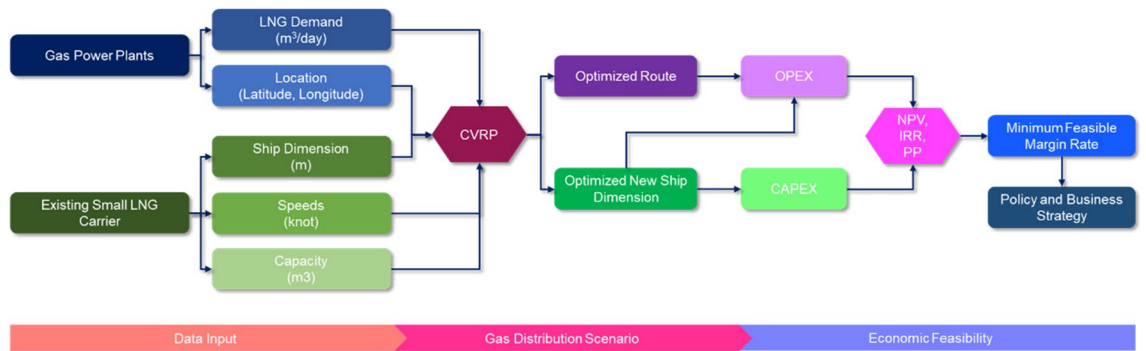 Gas Power Plants
LNG Demand
(m³/day)
Location
(Latitude, Longitude)
Existing Small LNG
Carrier
Ship Dimension
(m)
Speeds
(knot)
Capacity
(m3)
CVRP
Optimized Route
Optimized New Ship
Dimension
OPEX
CAPEX
NPV,
IRR,
PP
Minimum Feasible
Margin Rate
Policy and Business
Strategy
Data Input
Gas Distribution Scenario
Economic Feasibility